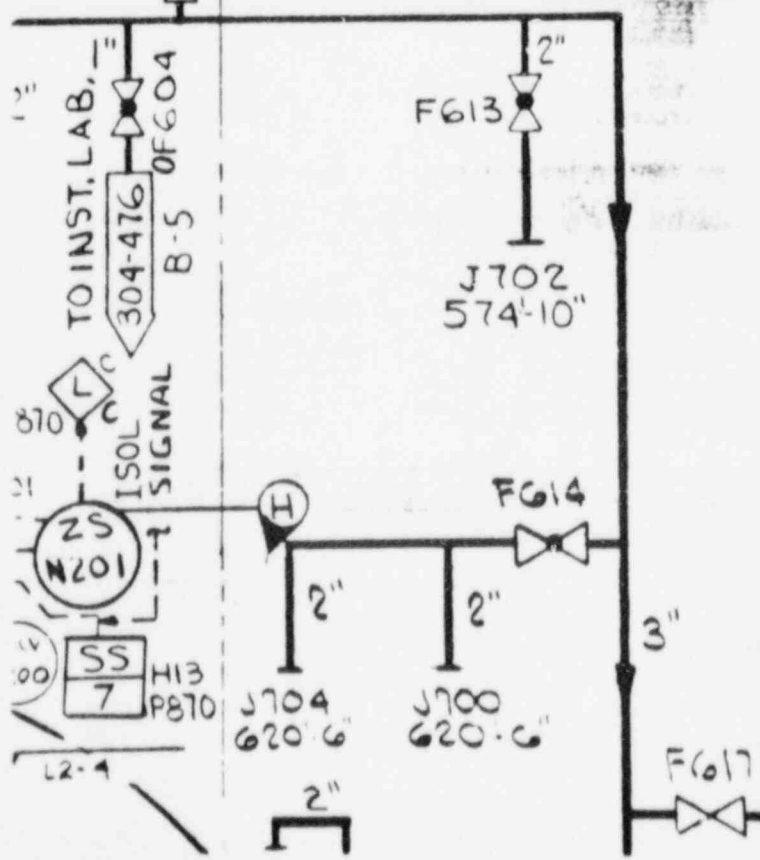 2"
F613
J702
574'-10"
1"
TO INST. LAB,
OF604
304-476
B-5
L
C
C
870
ISOL
SIGNAL
H
ZS
N201
F614
2"
2"
3"
SS
7
H13
P870
J704
620'-6"
J700
620'-6"
L2-4
2"
F617